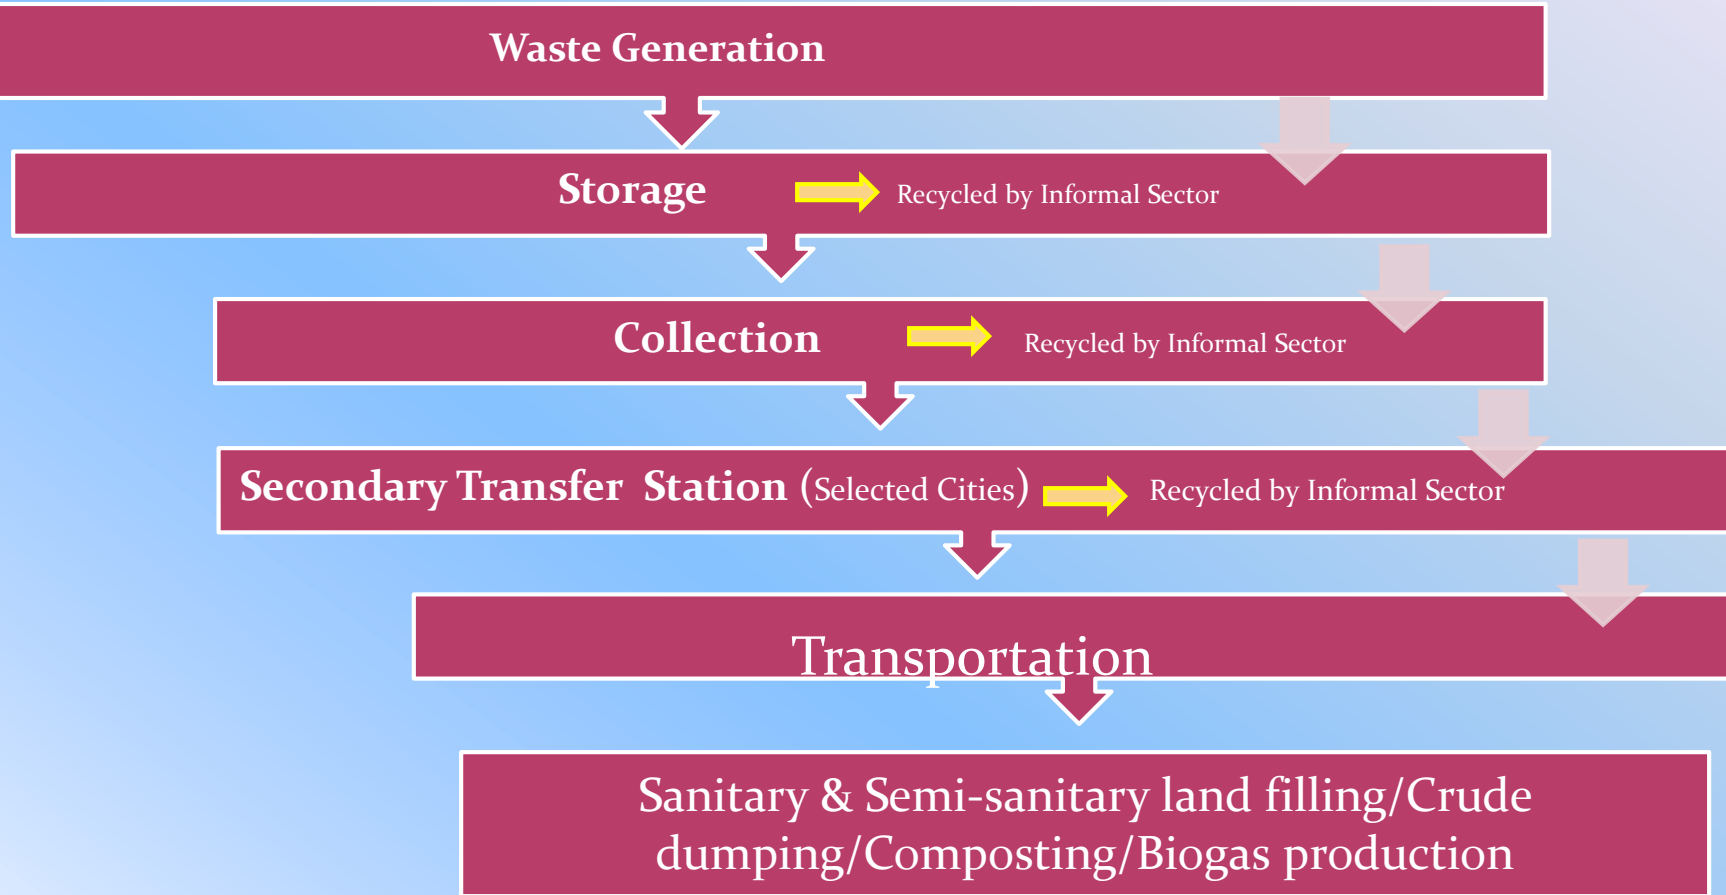 Waste Generation
Storage Recycled by Informal Sector
Collection Recycled by Informal Sector
Secondary Transfer Station (Selected Cities) Recycled by Informal Sector
Transportation
Sanitary & Semi-sanitary land filling/Crude
dumping/Composting/Biogas production